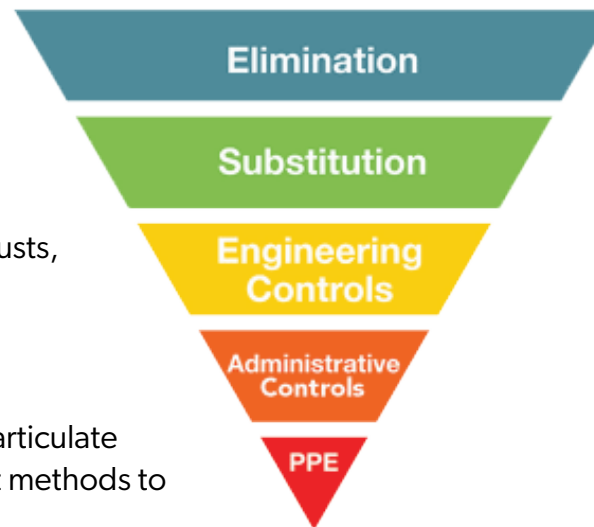 Elimination
Substitution
usts,
Engineering
Controls
Administrative
Controls
articulate
PPE
methods to